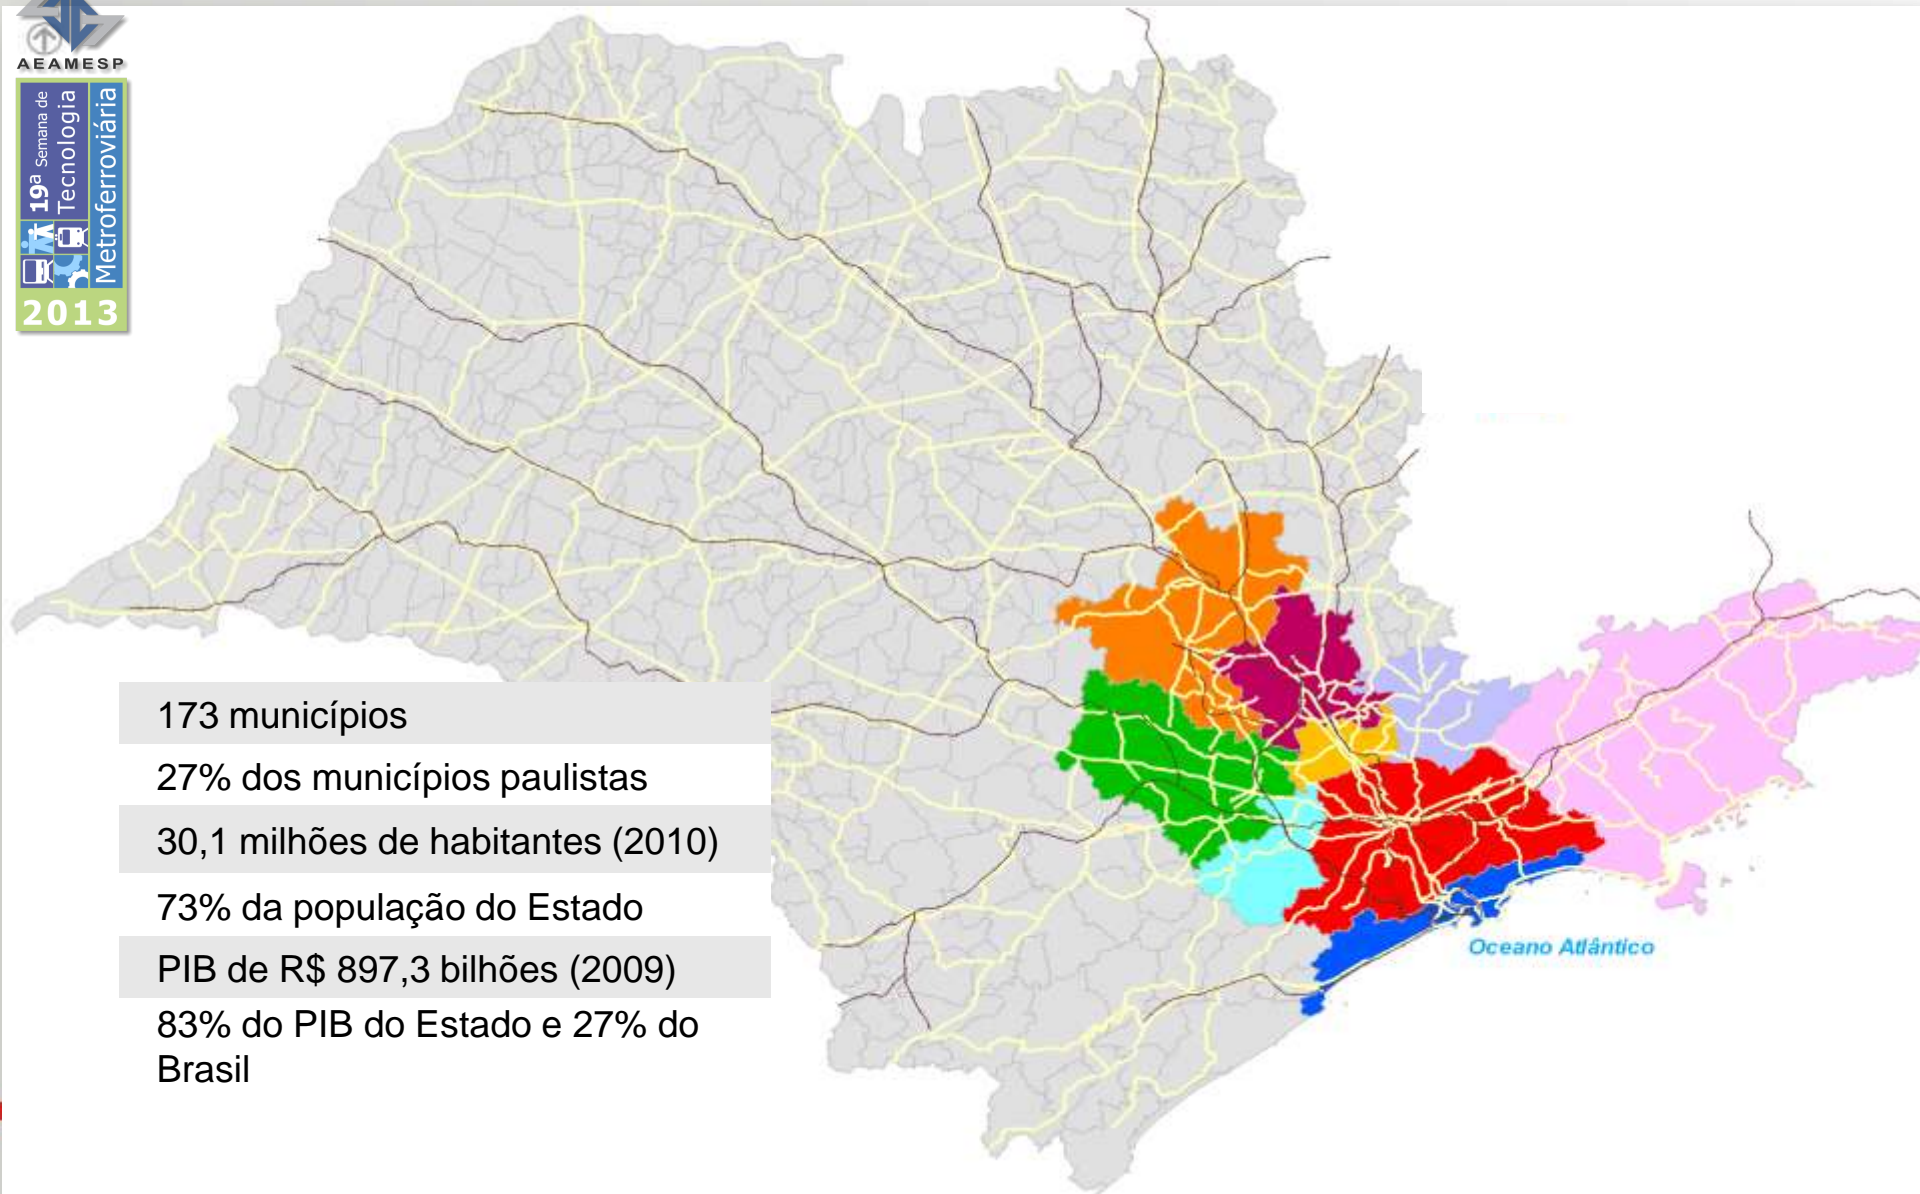 AEAMESP
19ª Semana de
Tecnologia
Metroferroviária
2013
173 municípios
27% dos municípios paulistas
30,1 milhões de habitantes (2010)
73% da população do Estado
PIB de R$ 897,3 bilhões (2009)
83% do PIB do Estado e 27% do
Brasil
Oceano Atlântico